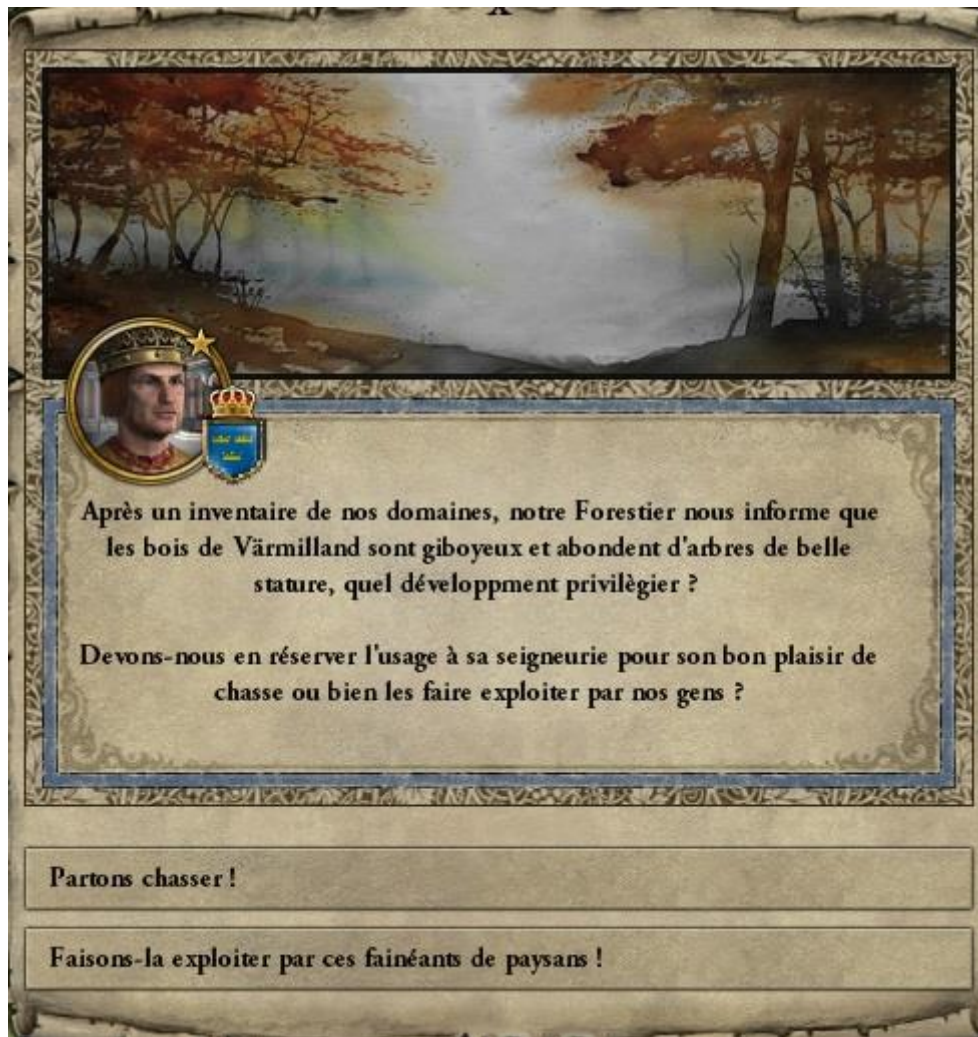 Après un inventaire de nos domaines, notre Forestier nous informe que
les bois de Värmilland sont giboyeux et abondent d'arbres de belle
stature, quel développment privilègier ?
Devons-nous en réserver l'usage à sa seigneurie pour son bon plaisir de
chasse ou bien les faire exploiter par nos gens ?
Partons chasser !
Faisons-la exploiter par ces fainéants de paysans !